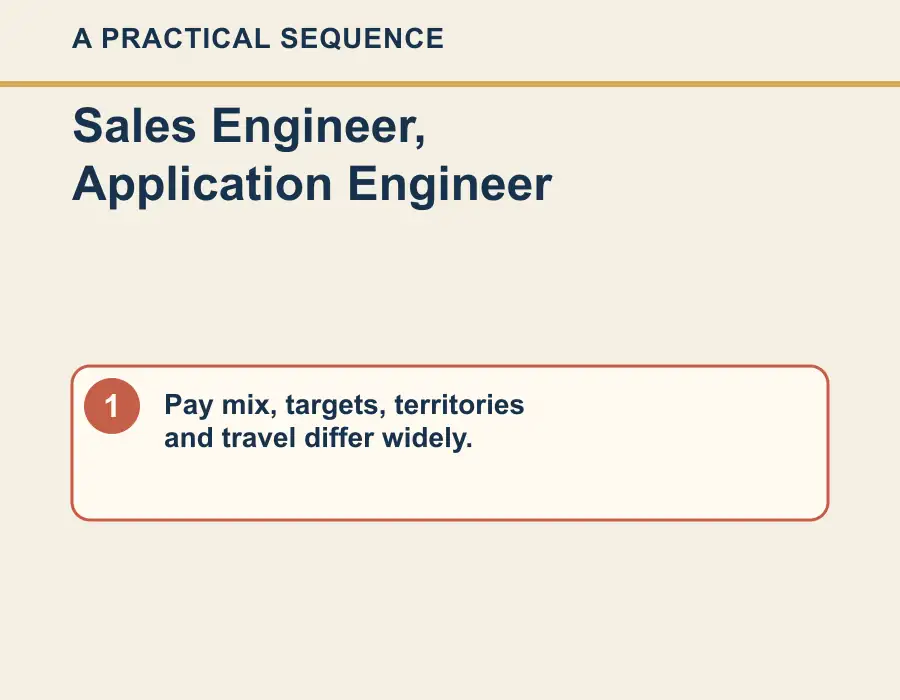 A PRACTICAL SEQUENCE
Sales Engineer,
Application Engineer
1
Pay mix, targets, territories
and travel differ widely.